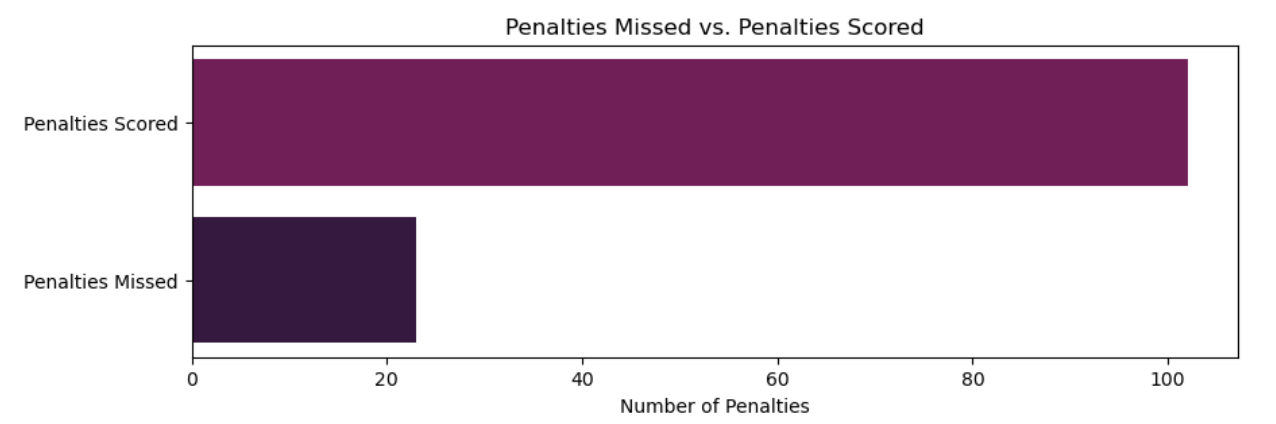 Penalties Missed vs. Penalties Scored
Penalties Scored
Penalties Missed
0 20 40 60 80 100
Number of Penalties